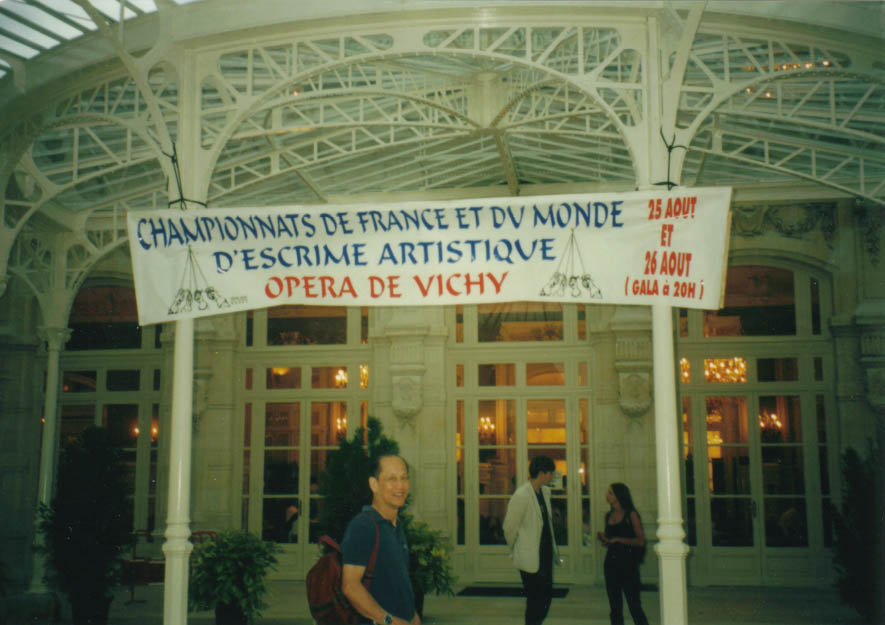 CHAMPIONNATS DE FRANCE ET DU MONDE
D'ESCRIME ARTISTIQUE
OPERA DE VICHY
25 AOUT
ET
26 AOUT
( GALA à 20H )